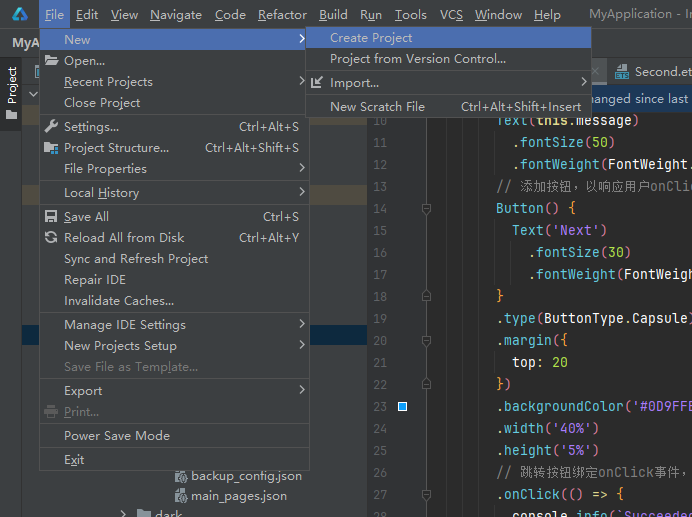 File Edit View Navigate Code Refactor Build Run Tools VCS Window Help MyApplication - In
MyA
Project
New
Open...
Recent Projects
Close Project
Settings... Ctrl+Alt+S
Project Structure... Ctrl+Alt+Shift+S
File Properties
Local History
Save All Ctrl+S
Reload All from Disk Ctrl+Alt+Y
Sync and Refresh Project
Repair IDE
Invalidate Caches...
Manage IDE Settings
New Projects Setup
Save File as Template...
Export
Print...
Power Save Mode
Exit
Create Project
Project from Version Control...
Import...
New Scratch File Ctrl+Alt+Shift+Insert
Second.et
hanged since last
10 Text(this.message)
11 .fontSize(50)
12 .fontWeight(FontWeight.
13 // 添加按钮，以响应用户onClic
14 Button() {
15 Text('Next')
16 .fontSize(30)
17 .fontWeight(FontWeigh
18 }
19 .type(ButtonType.Capsule)
20 .margin({
21 top: 20
22 })
23 .backgroundColor('#0D9FFB
24 .width('40%')
25 .height('5%')
26 // 跳转按钮绑定onClick事件，
27 .onClick(() => {
28 console.info(`Succeeded
backup_config.json
main_pages.json
dark